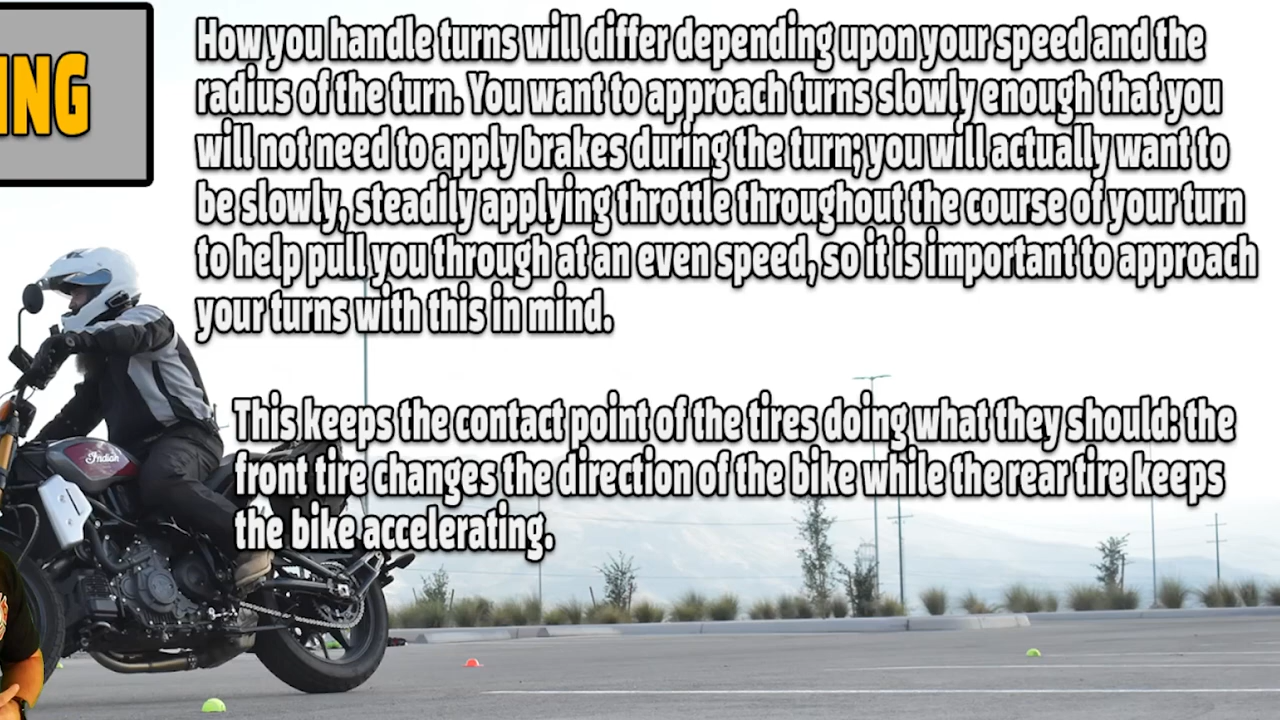 ING
How you handle turns will differ depending upon your speed and the
radius of the turn. You want to approach turns slowly enough that you
will not need to apply brakes during the turn; you will actually want to
be slowly, steadily applying throttle throughout the course of your turn
to help pull you through at an even speed, so it is important to approach
your turns with this in mind.
This keeps the contact point of the tires doing what they should: the
front tire changes the direction of the bike while the rear tire keeps
the bike accelerating.
Indian